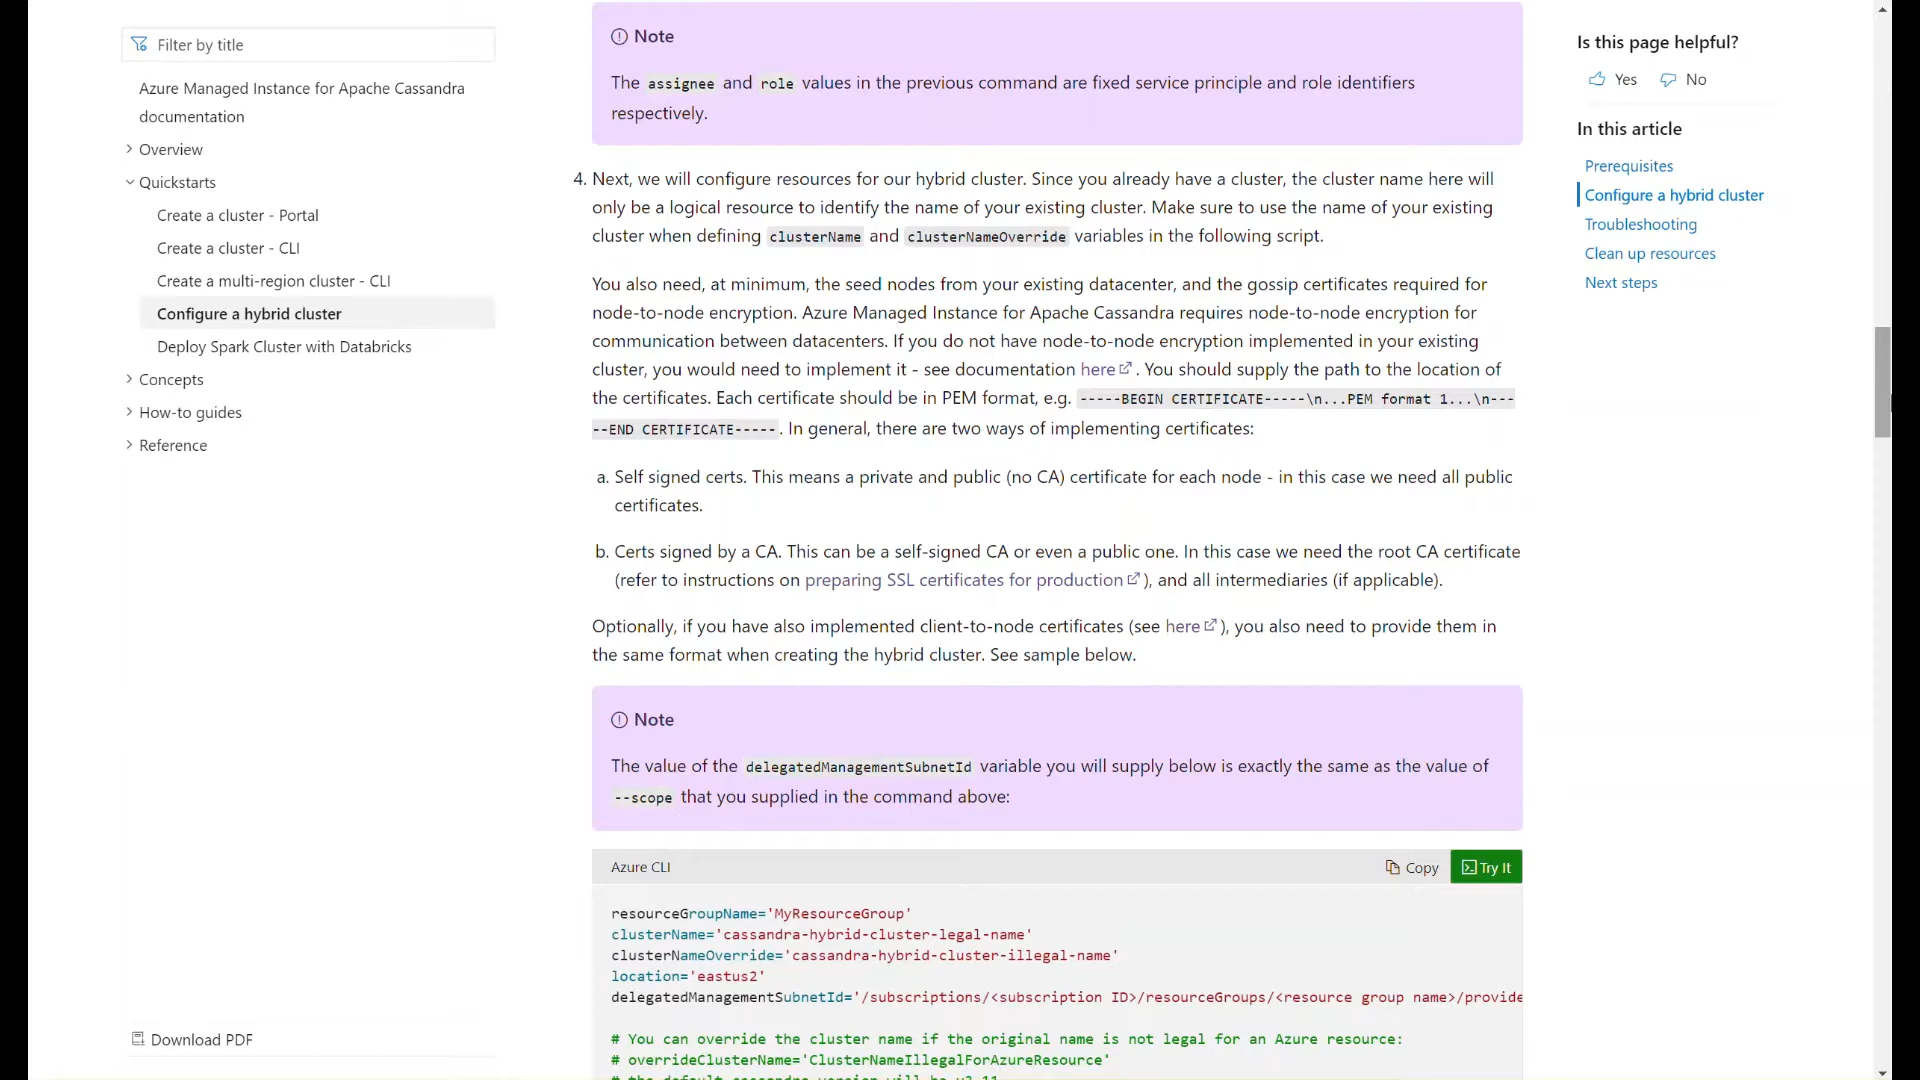 Filter by title
Azure Managed Instance for Apache Cassandra
documentation
Overview
Quickstarts
Create a cluster - Portal
Create a cluster - CLI
Create a multi-region cluster - CLI
Configure a hybrid cluster
Deploy Spark Cluster with Databricks
Concepts
How-to guides
Reference
Download PDF
Note
The assignee and role values in the previous command are fixed service principle and role identifiers
respectively.
4. Next, we will configure resources for our hybrid cluster. Since you already have a cluster, the cluster name here will
only be a logical resource to identify the name of your existing cluster. Make sure to use the name of your existing
cluster when defining clusterName and clusterNameOverride variables in the following script.
You also need, at minimum, the seed nodes from your existing datacenter, and the gossip certificates required for
node-to-node encryption. Azure Managed Instance for Apache Cassandra requires node-to-node encryption for
communication between datacenters. If you do not have node-to-node encryption implemented in your existing
cluster, you would need to implement it - see documentation here . You should supply the path to the location of
the certificates. Each certificate should be in PEM format, e.g. -----BEGIN CERTIFICATE-----\n...PEM format 1...\n---
--END CERTIFICATE----- . In general, there are two ways of implementing certificates:
a. Self signed certs. This means a private and public (no CA) certificate for each node - in this case we need all public
certificates.
b. Certs signed by a CA. This can be a self-signed CA or even a public one. In this case we need the root CA certificate
(refer to instructions on preparing SSL certificates for production ), and all intermediaries (if applicable).
Optionally, if you have also implemented client-to-node certificates (see here ), you also need to provide them in
the same format when creating the hybrid cluster. See sample below.
Note
The value of the delegatedManagementSubnetId variable you will supply below is exactly the same as the value of
--scope that you supplied in the command above:
Azure CLI
Copy
Try It
resourceGroupName='MyResourceGroup'
clusterName='cassandra-hybrid-cluster-legal-name'
clusterNameOverride='cassandra-hybrid-cluster-illegal-name'
location='eastus2'
delegatedManagementSubnetId='/subscriptions/<subscription ID>/resourceGroups/<resource group name>/provide
# You can override the cluster name if the original name is not legal for an Azure resource:
# overrideClusterName='ClusterNameIllegalForAzureResource'
# the default cassandra version will be v3.11
Is this page helpful?
Yes
No
In this article
Prerequisites
Configure a hybrid cluster
Troubleshooting
Clean up resources
Next steps